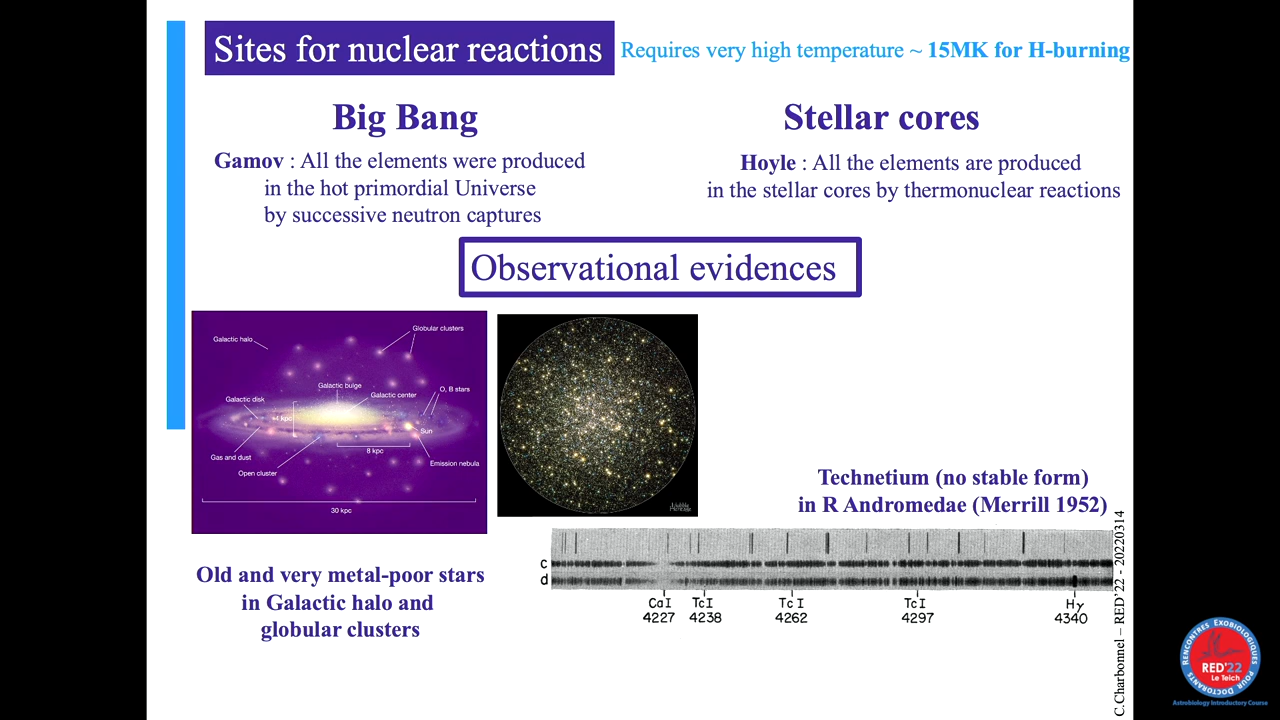 Sites for nuclear reactions
Requires very high temperature ~ 15MK for H-burning
Big Bang
Gamov : All the elements were produced
in the hot primordial Universe
by successive neutron captures
Stellar cores
Hoyle : All the elements are produced
in the stellar cores by thermonuclear reactions
Observational evidences
Globular clusters
Galactic halo
Galactic bulge
Galactic center
O, B stars
Galactic disk
4 kpc
Sun
8 kpc
Gas and dust
Open cluster
Emission nebula
30 kpc
Hubble
Heritage
Old and very metal-poor stars
in Galactic halo and
globular clusters
Technetium (no stable form)
in R Andromedae (Merrill 1952)
c
d
CaI TcI TcI TcI Hγ
4227 4238 4262 4297 4340
C.Charbonnel – RED'22 - 20220314
RENCONTRES EXOBIOLOGIQUES
POUR DOCTORANTS
RED'22
Le Teich
Astrobiology Introductory Course